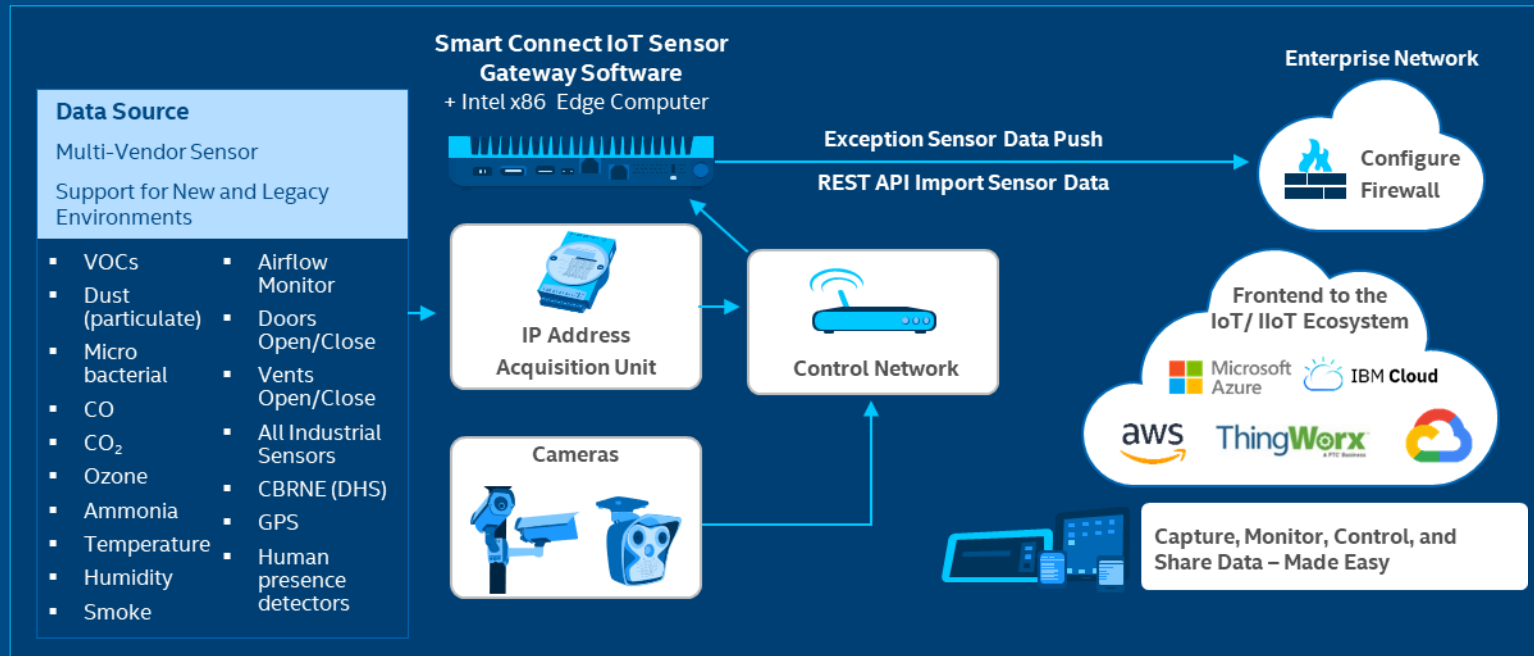 Smart Connect IoT Sensor
Gateway Software
+ Intel x86 Edge Computer
Enterprise Network
Data Source
Multi-Vendor Sensor
Support for New and Legacy
Environments
VOCs
Dust
(particulate)
Micro
bacterial
CO
CO₂
Ozone
Ammonia
Temperature
Humidity
Smoke
Airflow
Monitor
Doors
Open/Close
Vents
Open/Close
All Industrial
Sensors
CBRNE (DHS)
GPS
Human
presence
detectors
Exception Sensor Data Push
REST API Import Sensor Data
Configure
Firewall
IP Address
Acquisition Unit
Control Network
Cameras
Frontend to the
IoT/ IIoT Ecosystem
Microsoft
Azure
IBM Cloud
aws
ThingWorx
A PTC Business
Capture, Monitor, Control, and
Share Data – Made Easy